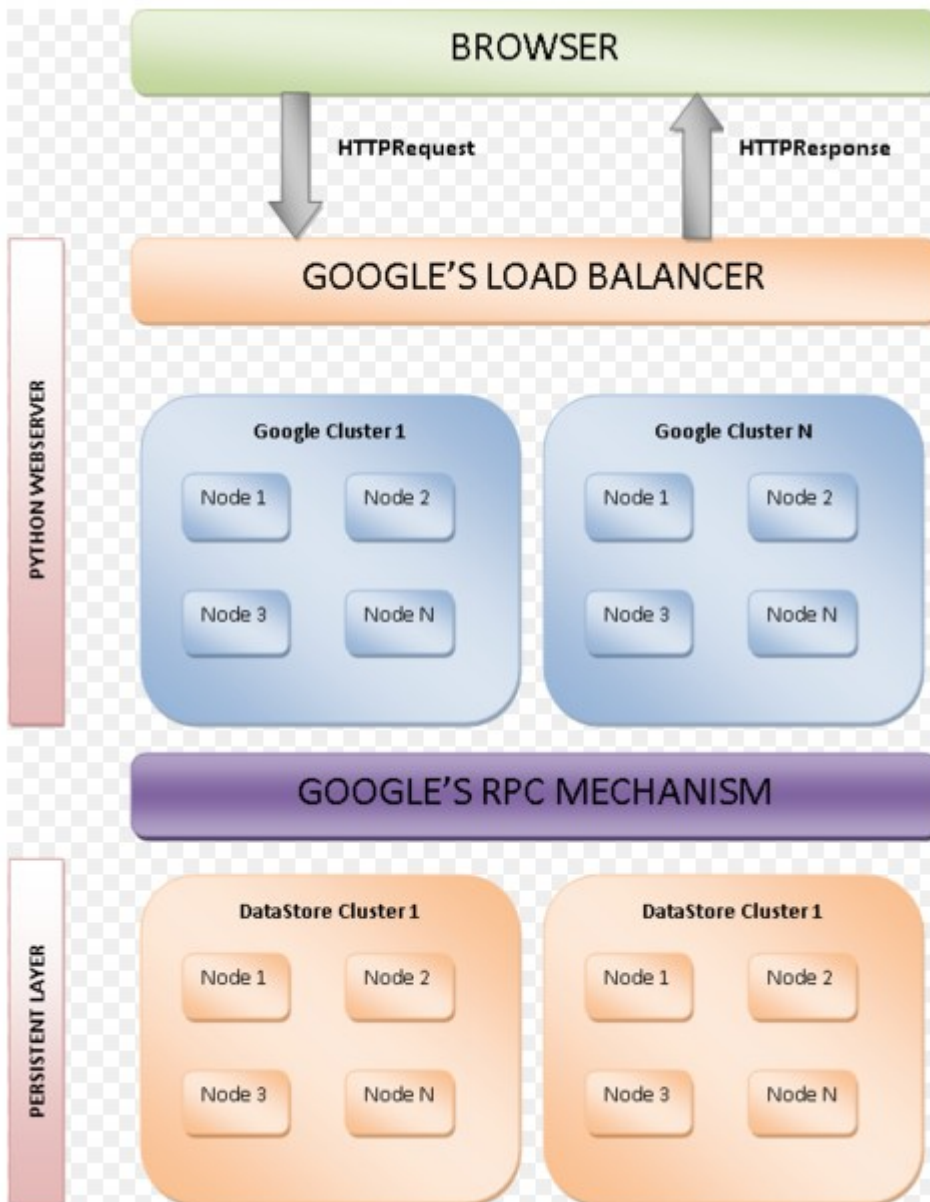 BROWSER
HTTPRequest
HTTPResponse
GOOGLE'S LOAD BALANCER
PYTHON WEBSERVER
Google Cluster 1
Node 1
Node 2
Node 3
Node N
Google Cluster N
Node 1
Node 2
Node 3
Node N
GOOGLE'S RPC MECHANISM
PERSISTENT LAYER
DataStore Cluster 1
Node 1
Node 2
Node 3
Node N
DataStore Cluster 1
Node 1
Node 2
Node 3
Node N